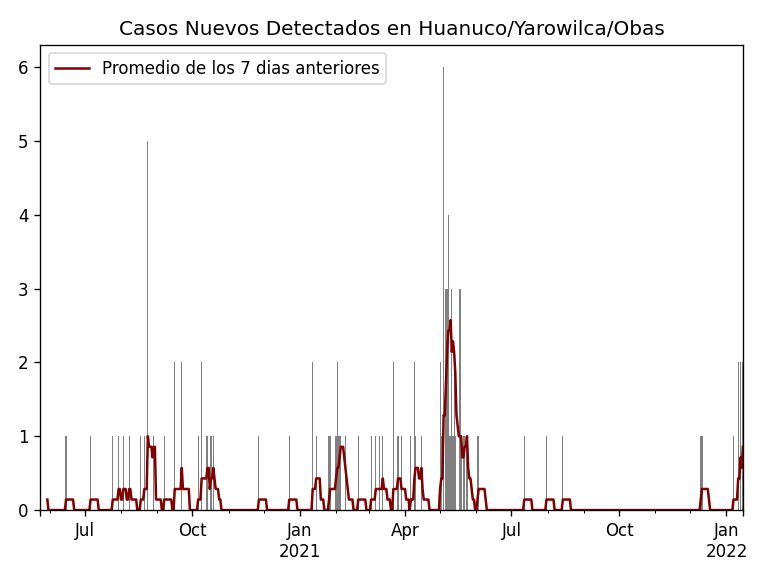 Casos Nuevos Detectados en Huanuco/Yarowilca/Obas
Promedio de los 7 dias anteriores
6
5
4
3
2
1
0
Jul Oct Jan Apr Jul Oct Jan
2021 2022